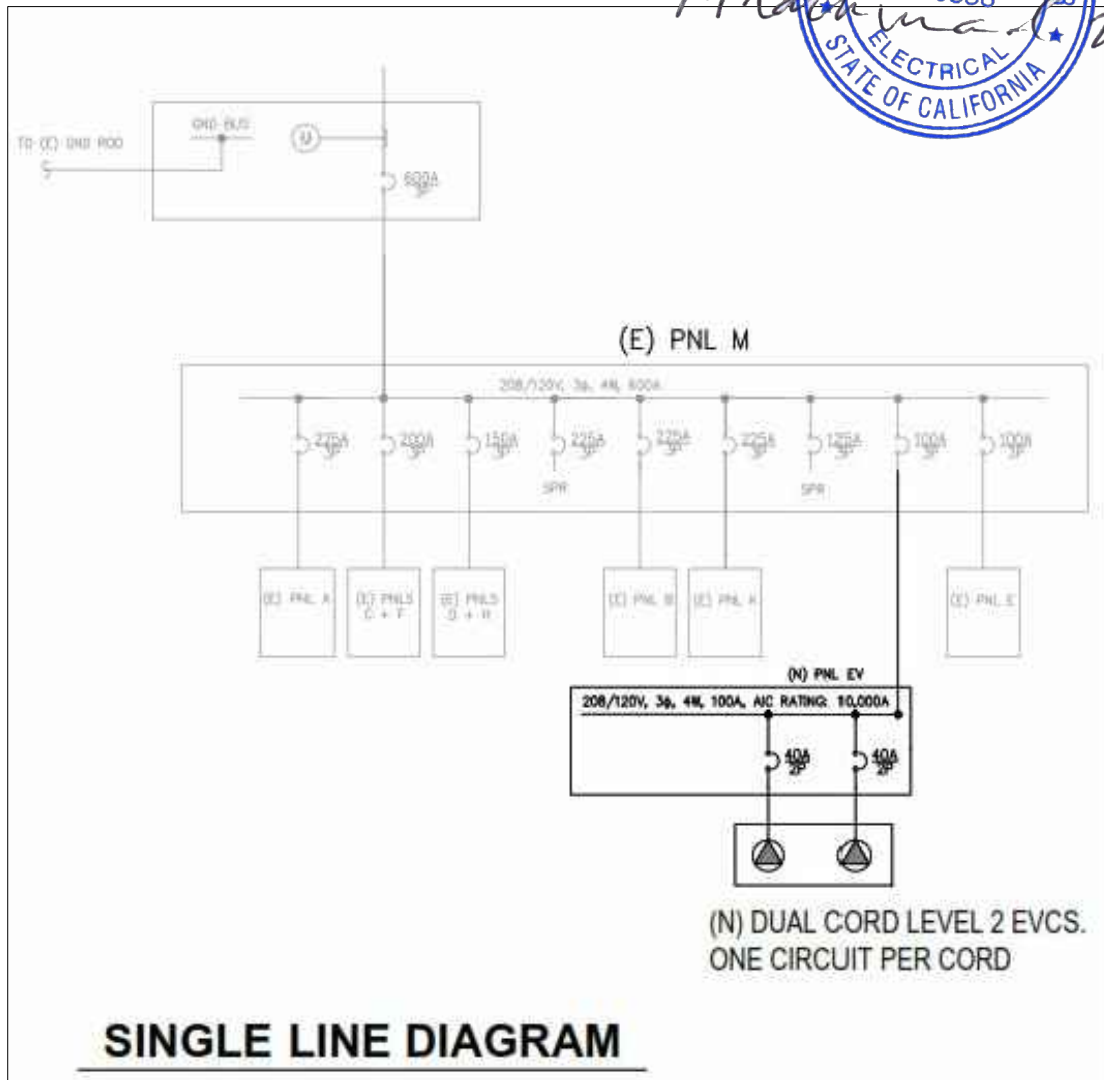 ELECTRICAL
STATE OF CALIFORNIA
GND BUS
TO (E) GND ROD
M
600A
3P
(E) PNL M
208/120V, 3φ, 4W, 600A
225A
3P
200A
3P
150A
3P
225A
3P
225A
3P
225A
3P
125A
3P
100A
3P
100A
3P
SPR
SPR
(E) PNL A
(E) PNLS
C + F
(E) PNLS
(E) PNL B
(E) PNL K
(E) PNL E
(N) PNL EV
208/120V, 3φ, 4W, 100A, AIC RATING: 10,000A
40A
2P
40A
2P
(N) DUAL CORD LEVEL 2 EVCS.
ONE CIRCUIT PER CORD
SINGLE LINE DIAGRAM